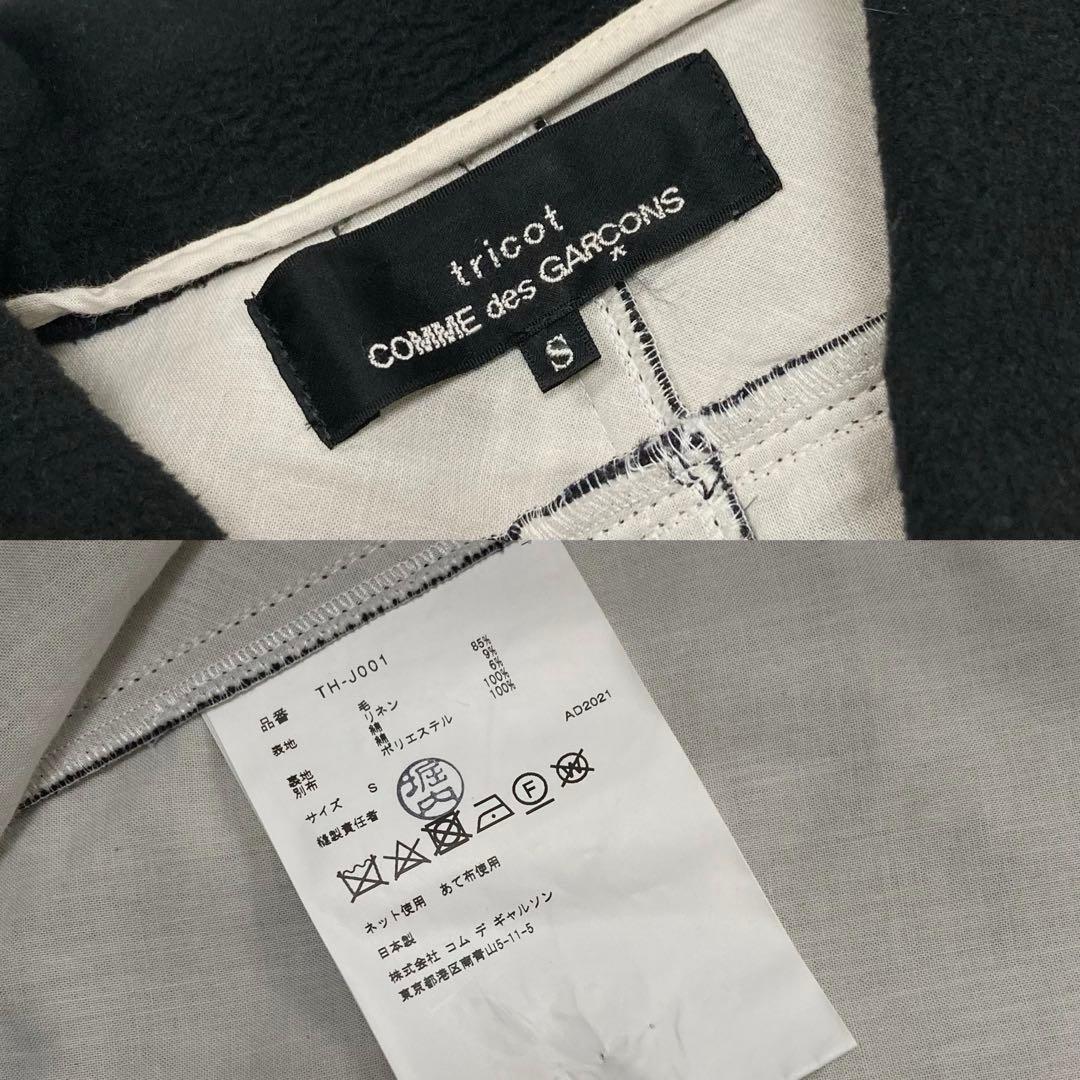 tricot
COMME des GARÇONS
S
品番 TH-J001
表地 毛 85%
リネン 9%
綿 6%
裏地 綿 100%
別布 ポリエステル 100%
サイズ S
AD2021
縫製責任者 堀内
F
W
ネット使用 あて布使用
日本製
株式会社 コム デ ギャルソン
東京都港区南青山5-11-5